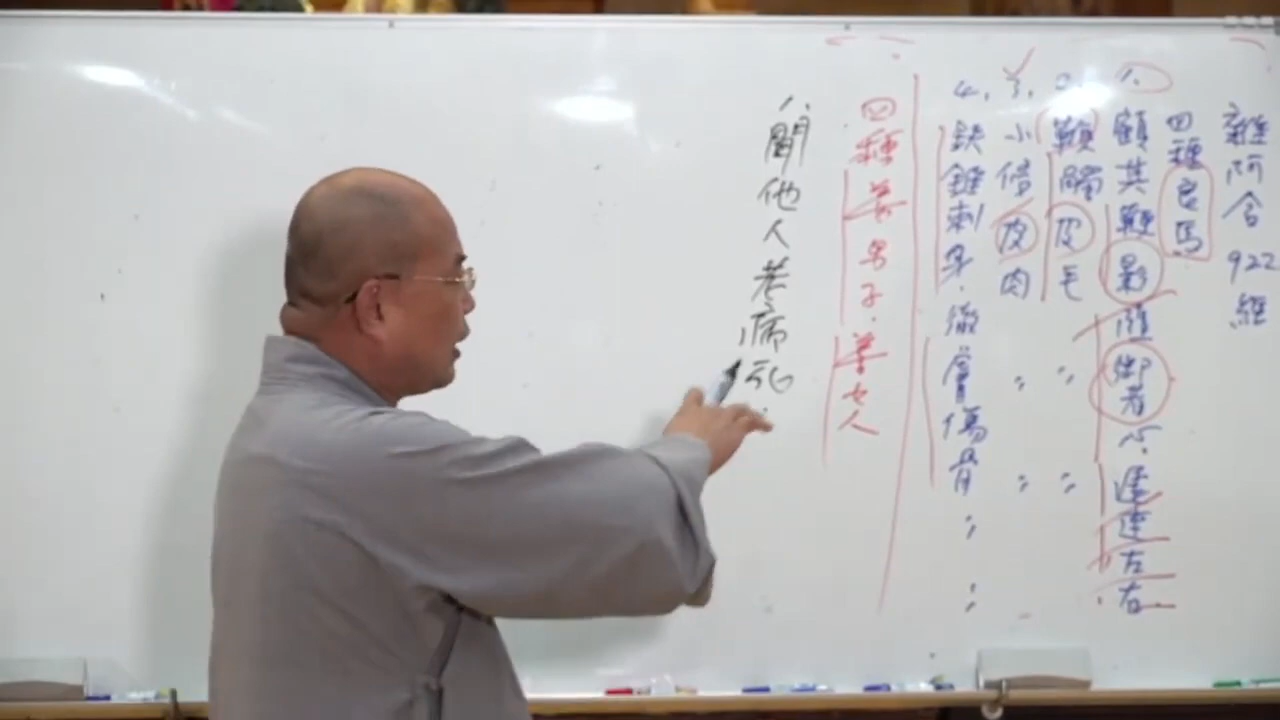 雜阿含922經
四種良馬
1.顧其鞭影隨御者心遲速左右.
2.鞭觸皮毛〃〃
3.小侵皮肉〃〃
4.鉄錐刺身.徹膚傷骨〃〃
四種善男子.善女人
1.聞他人老病死.